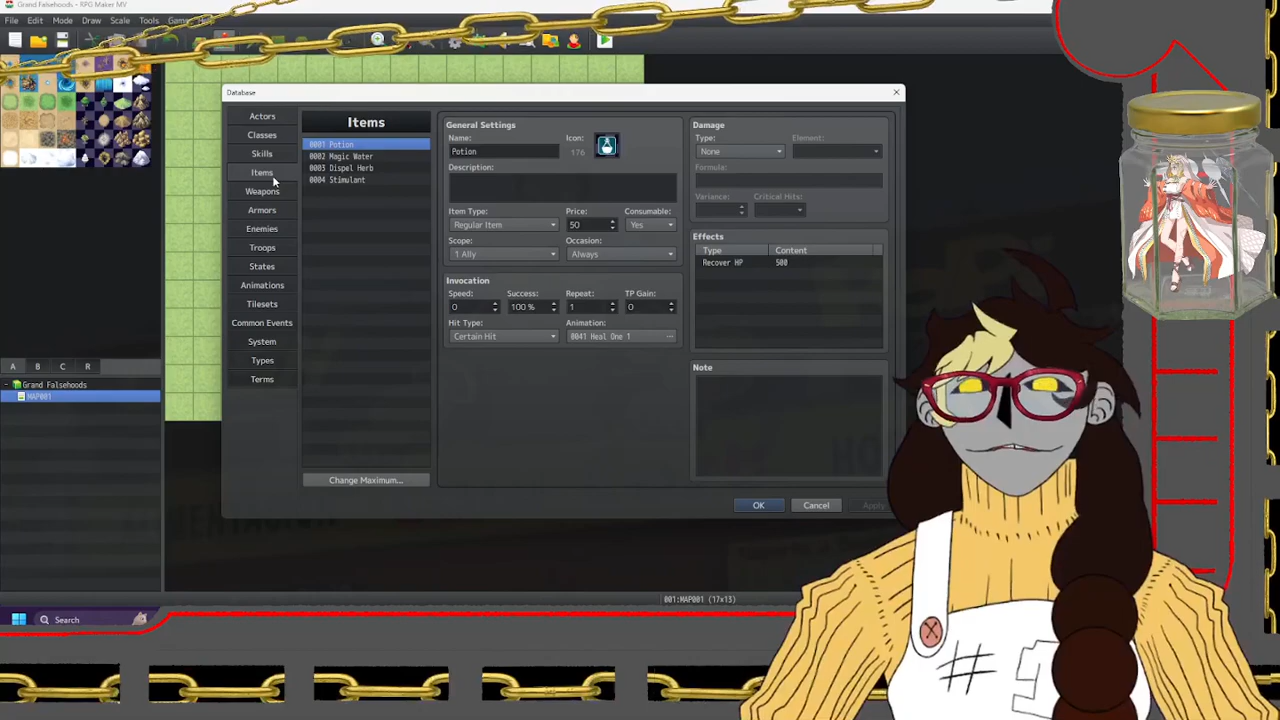 Grand Falsehoods - RPG Maker MV
File Edit Mode Draw Scale Tools Game Help
Database
Actors
Classes
Skills
Items
Weapons
Armors
Enemies
Troops
States
Animations
Tilesets
Common Events
System
Types
Terms
Items
0001 Potion
0002 Magic Water
0003 Dispel Herb
0004 Stimulant
Change Maximum...
General Settings
Name: Icon:
Potion 176
Description:
Item Type: Price: Consumable:
Regular Item 50 Yes
Scope: Occasion:
1 Ally Always
Invocation
Speed: Success: Repeat: TP Gain:
0 100 % 1 0
Hit Type: Animation:
Certain Hit 0041 Heal One 1 ...
Damage
Type: Element:
None
Formula:
Variance: Critical Hits:
Effects
Type Content
Recover HP 500
Note
OK Cancel Apply
A B C R
Grand Falsehoods
MAP001
001:MAP001 (17x13)
Search
#